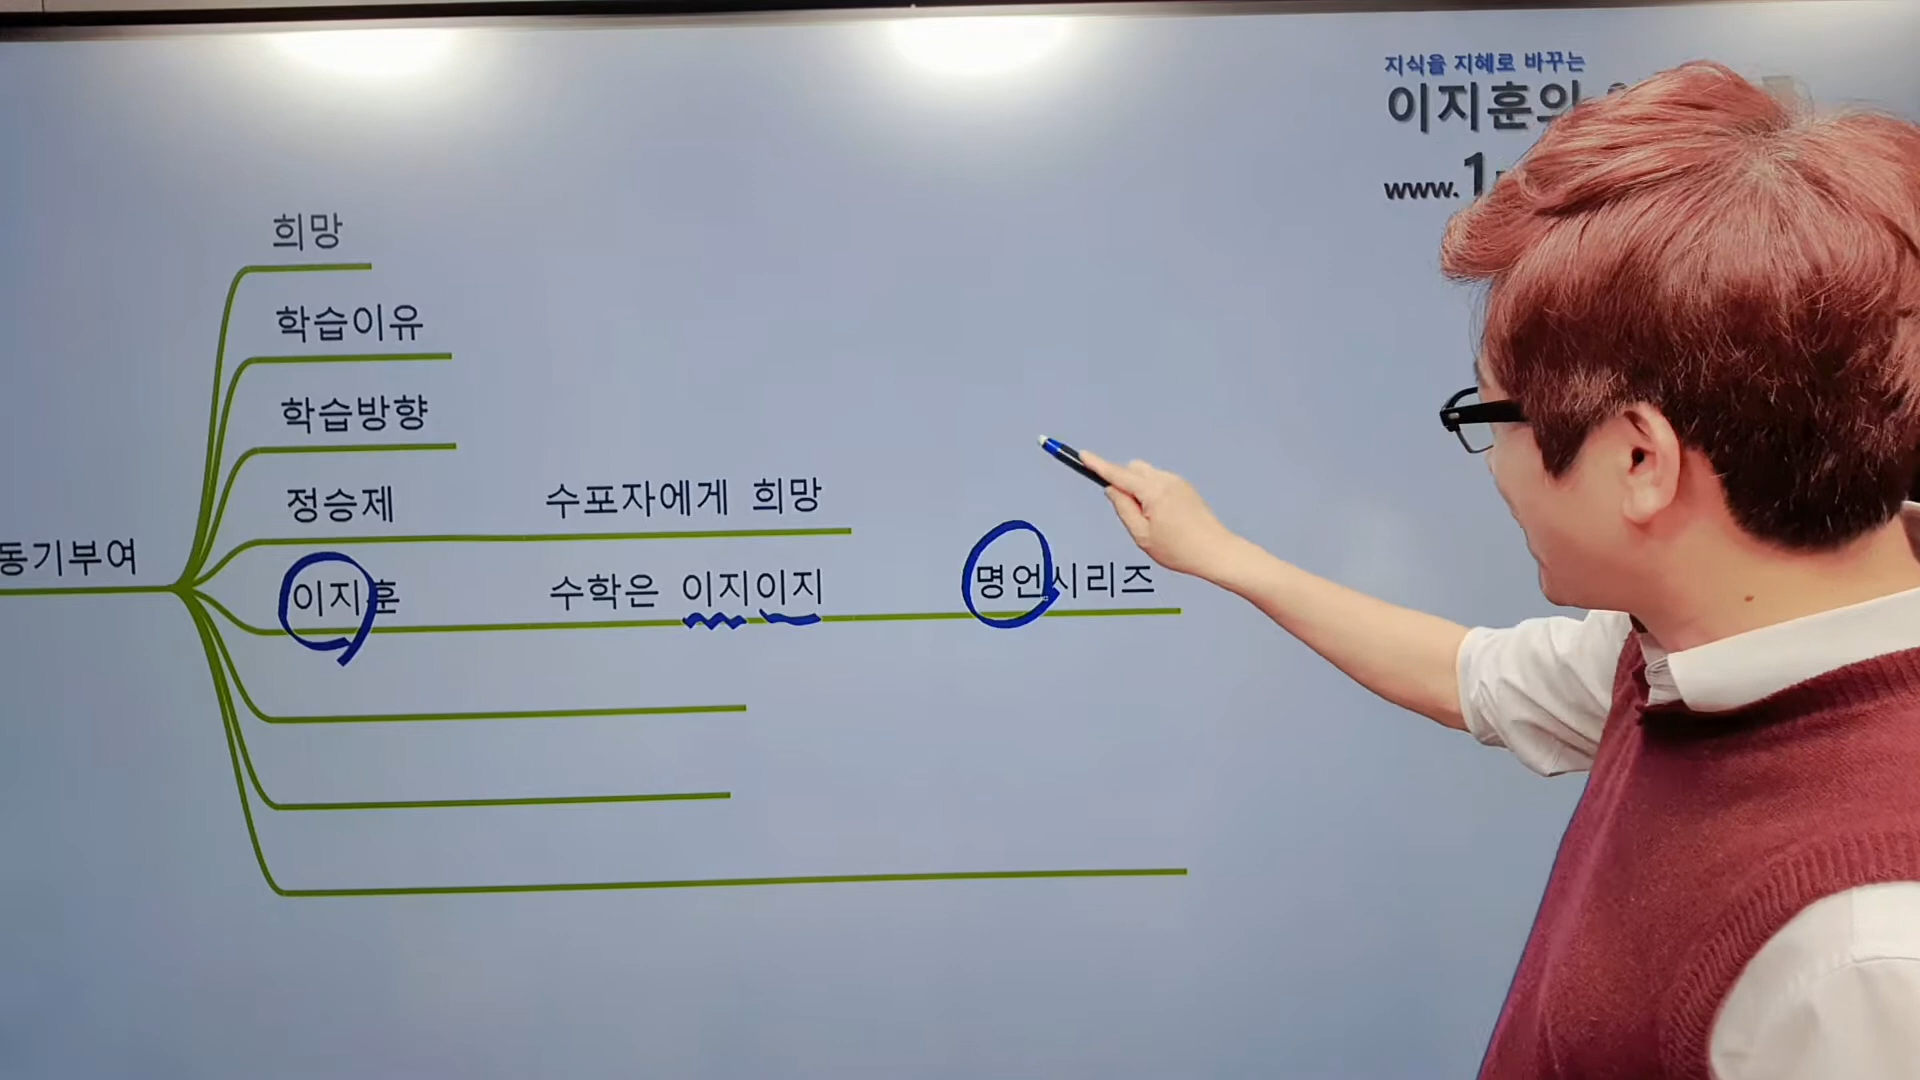 지식을 지혜로 바꾸는
이지훈의
www.1
희망
학습이유
학습방향
정승제 수포자에게 희망
동기부여
이지훈 수학은 이지이지 명언시리즈